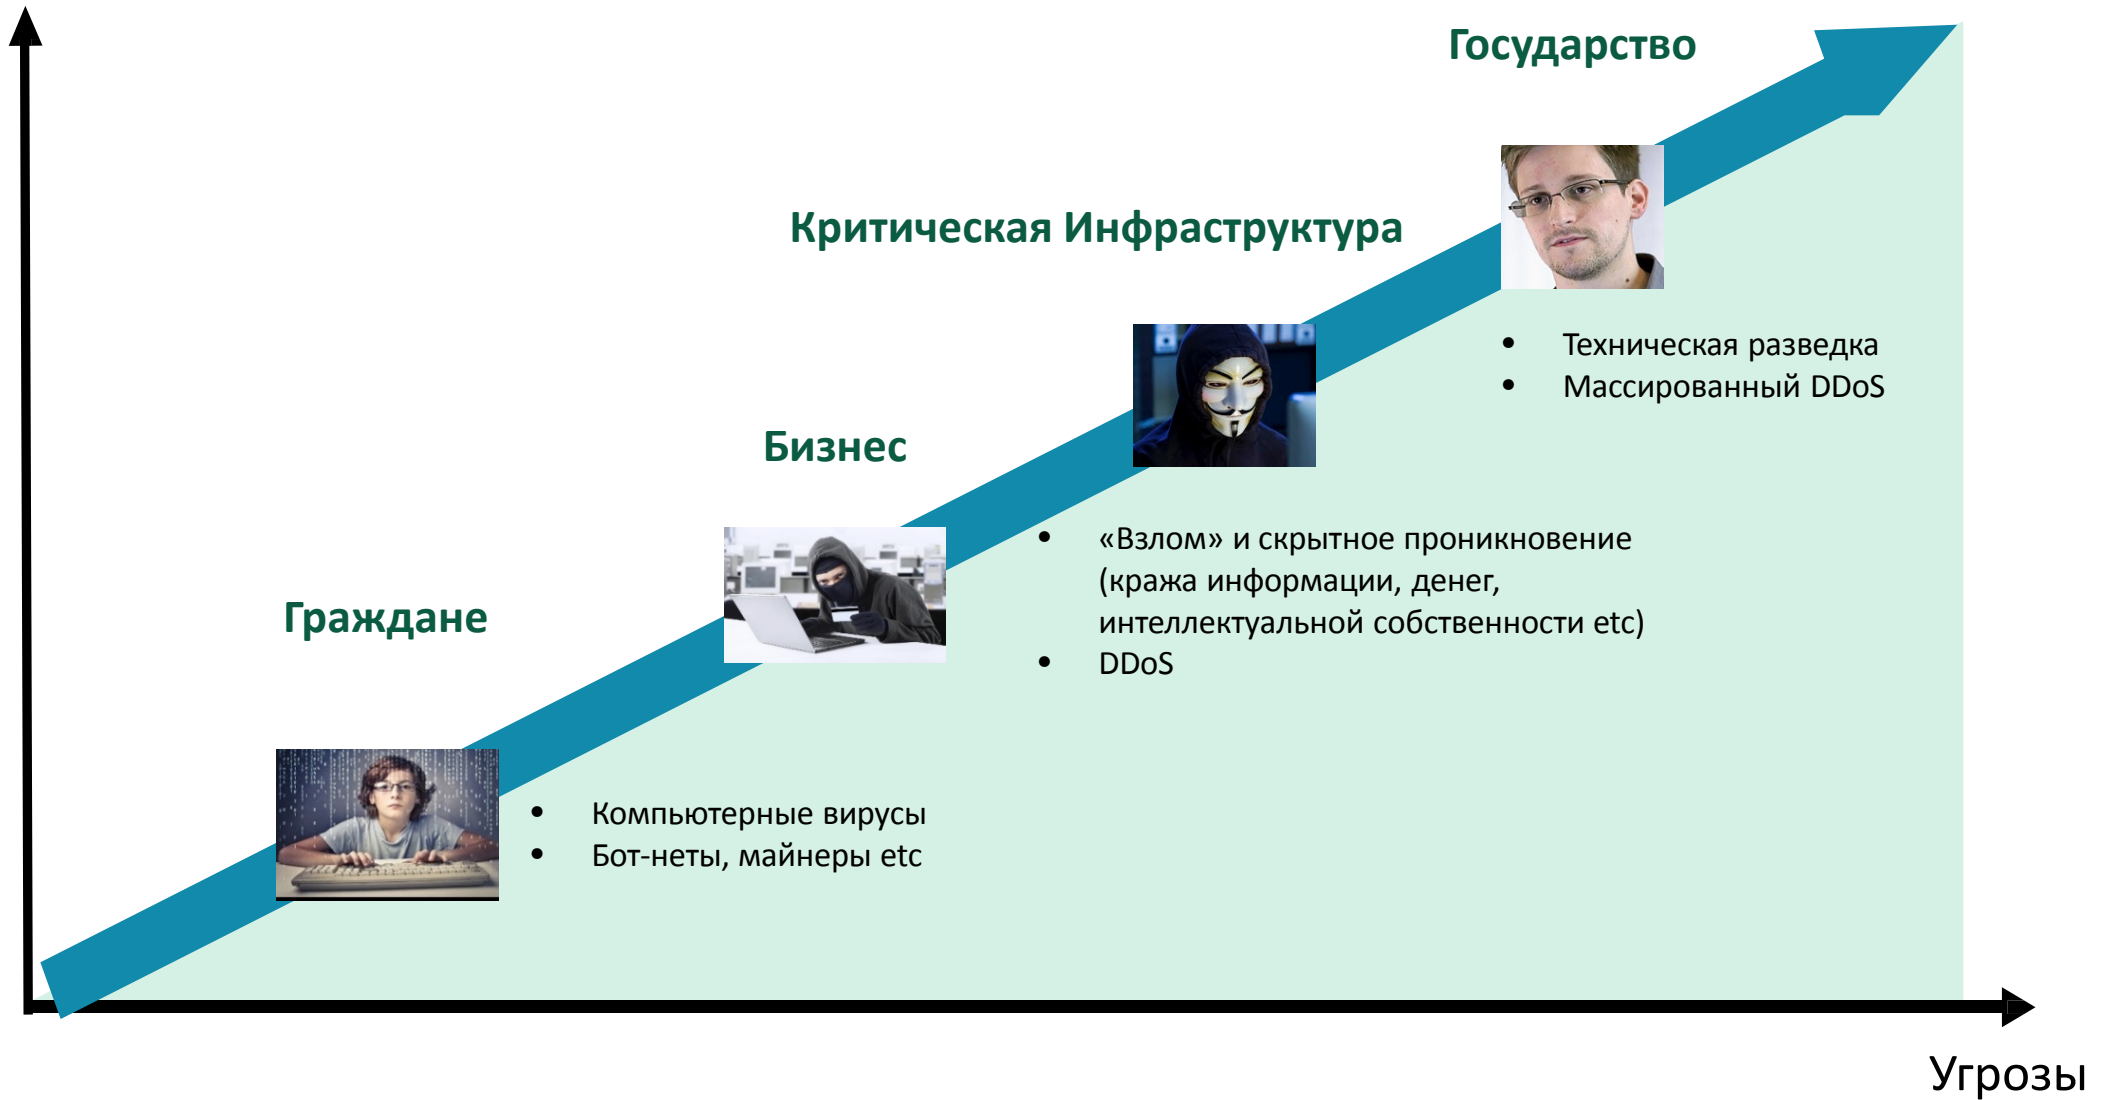 Государство
Критическая Инфраструктура
• Техническая разведка
• Массированный DDoS
Бизнес
• «Взлом» и скрытное проникновение
(кража информации, денег,
интеллектуальной собственности etc)
• DDoS
Граждане
• Компьютерные вирусы
• Бот-неты, майнеры etc
Угрозы